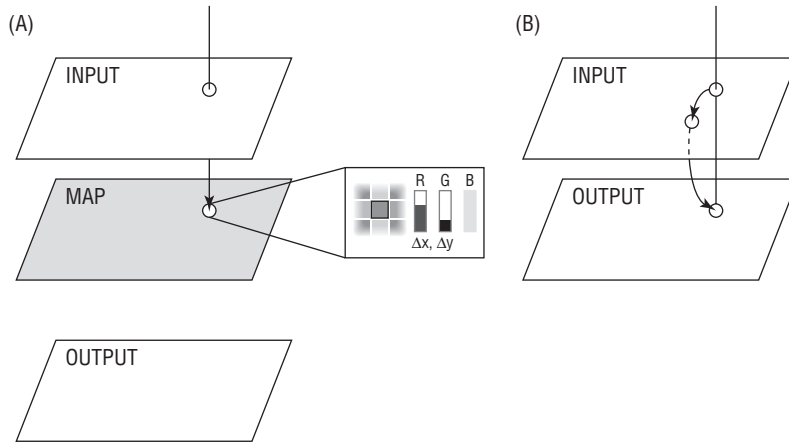 (A)
INPUT
MAP
R G B
Δx, Δy
OUTPUT
(B)
INPUT
OUTPUT